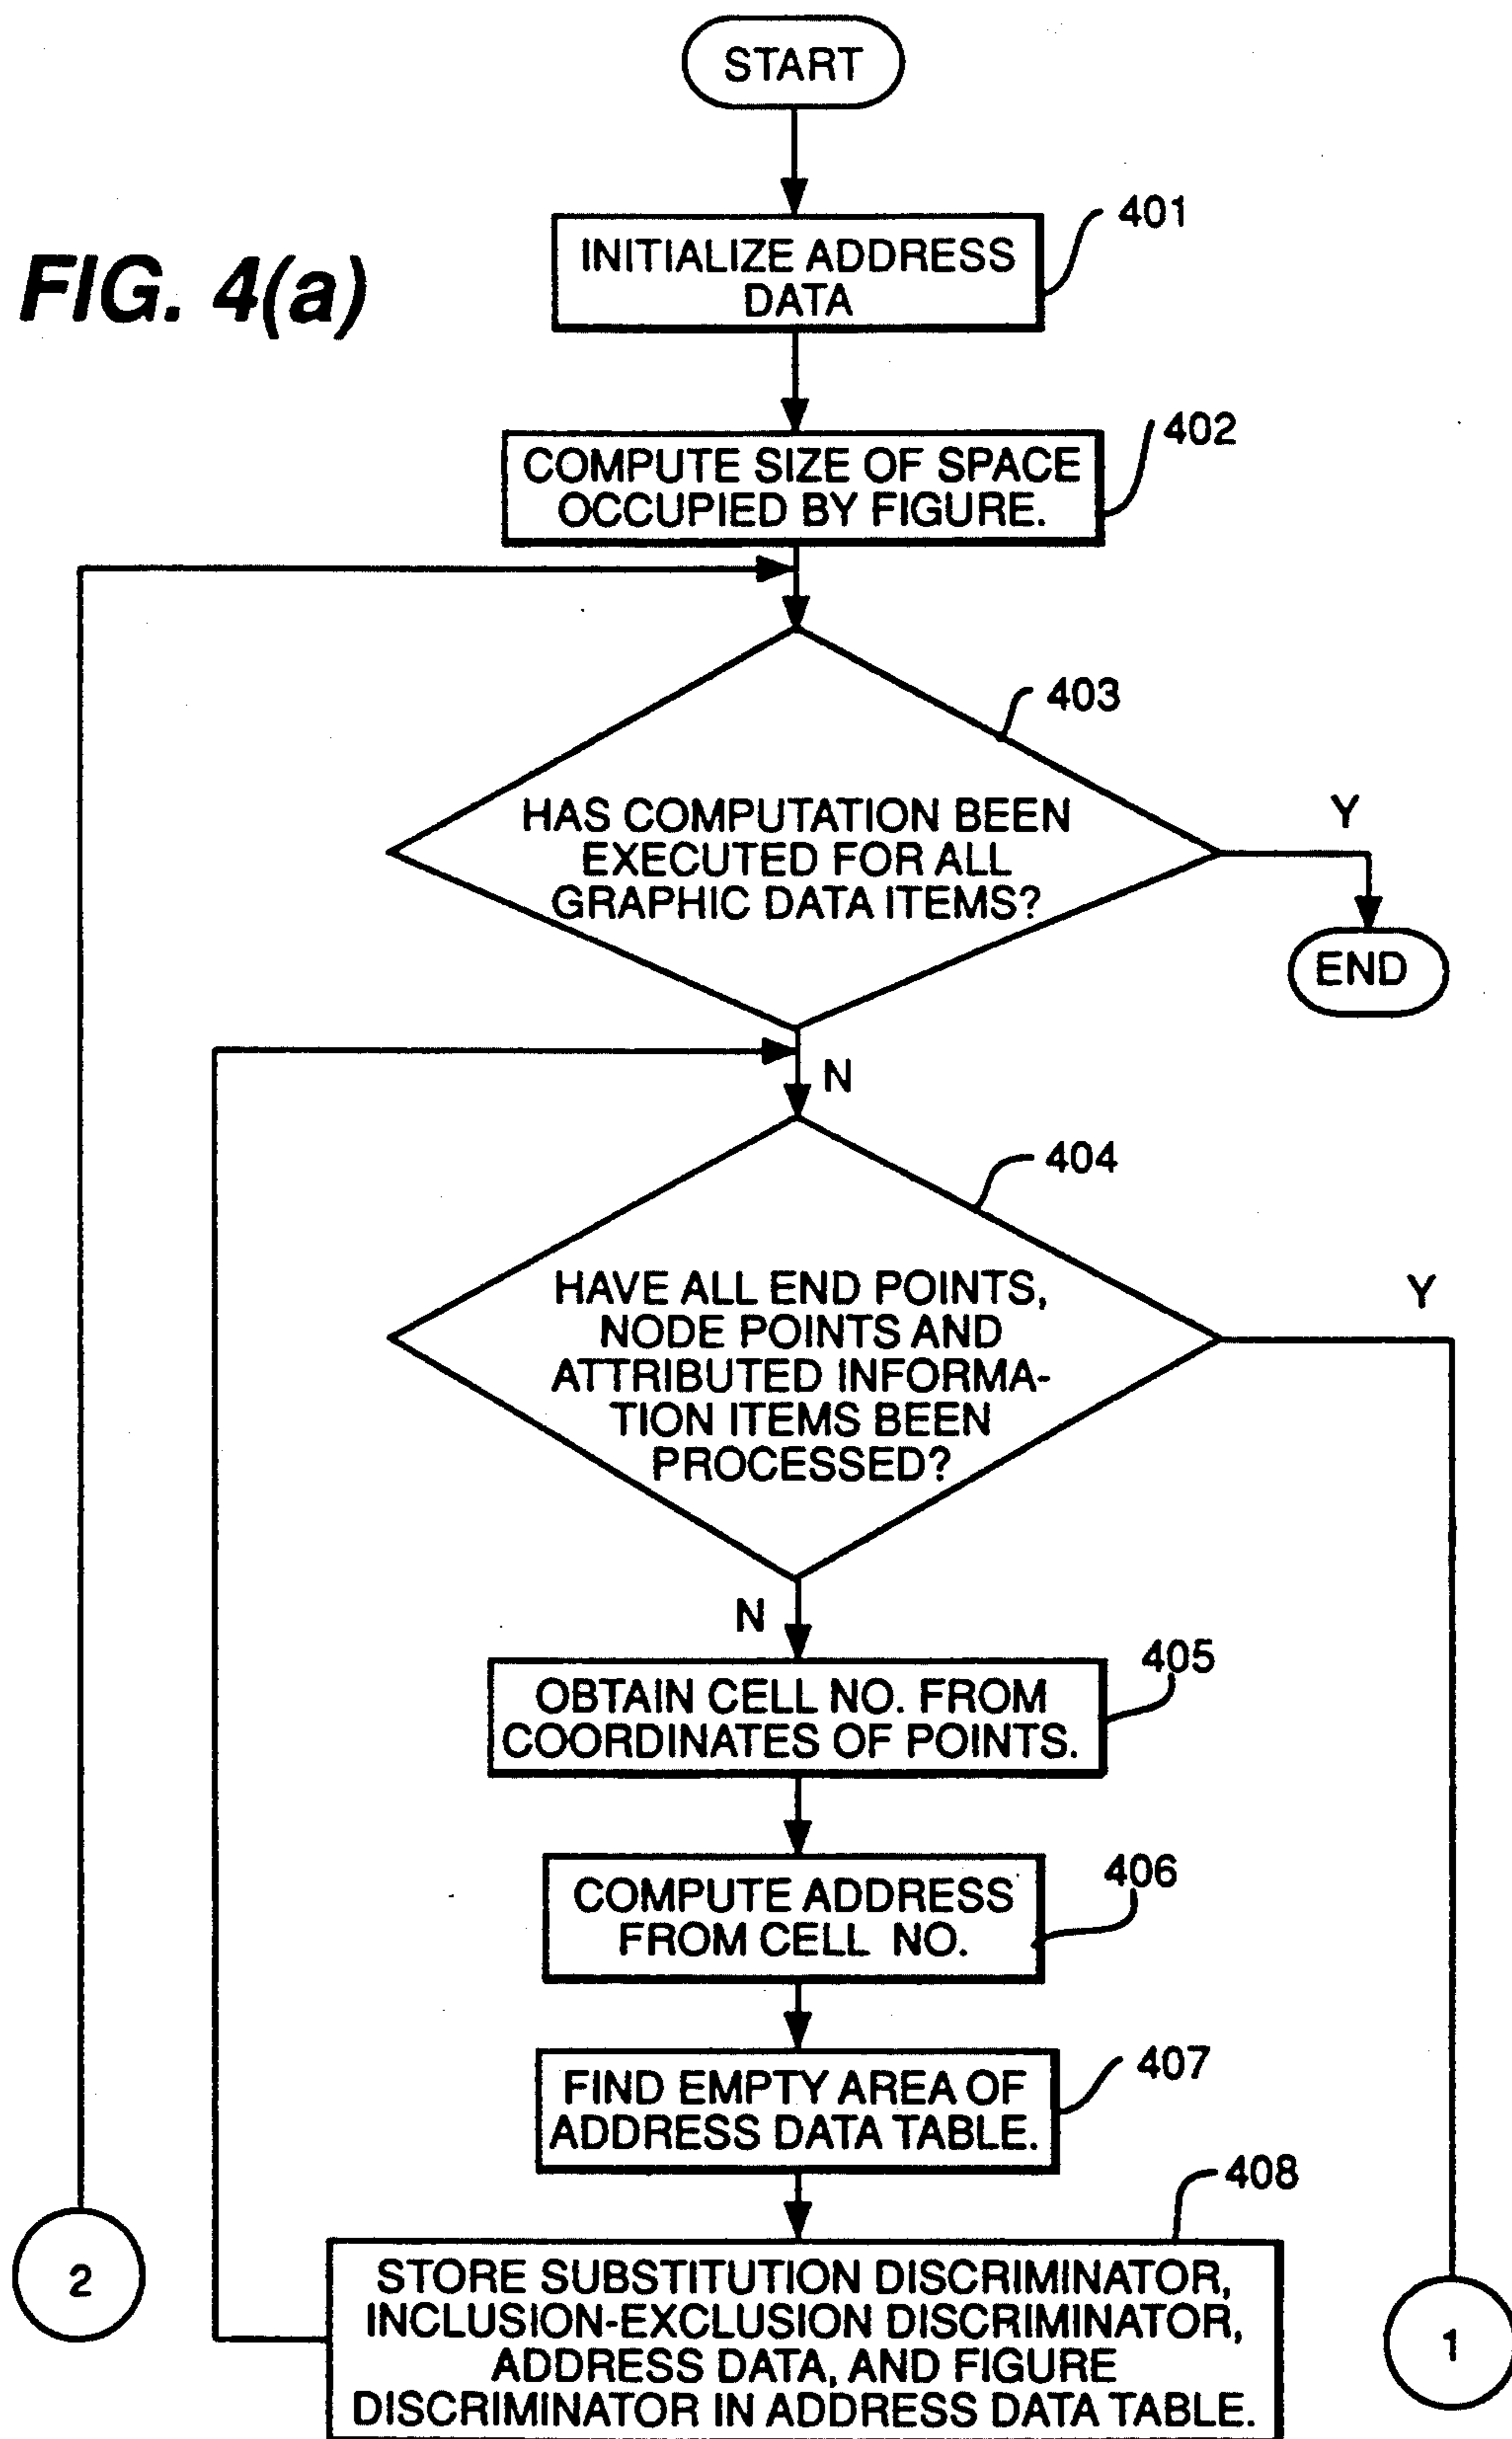 START
401
INITIALIZE ADDRESS
DATA
FIG. 4(a)
402
COMPUTE SIZE OF SPACE
OCCUPIED BY FIGURE.
403
HAS COMPUTATION BEEN
EXECUTED FOR ALL
GRAPHIC DATA ITEMS?
Y
END
N
404
HAVE ALL END POINTS,
NODE POINTS AND
ATTRIBUTED INFORMA-
TION ITEMS BEEN
PROCESSED?
Y
N
405
OBTAIN CELL NO. FROM
COORDINATES OF POINTS.
406
COMPUTE ADDRESS
FROM CELL NO.
407
FIND EMPTY AREA OF
ADDRESS DATA TABLE.
408
STORE SUBSTITUTION DISCRIMINATOR,
INCLUSION-EXCLUSION DISCRIMINATOR,
ADDRESS DATA, AND FIGURE
DISCRIMINATOR IN ADDRESS DATA TABLE.
2
1